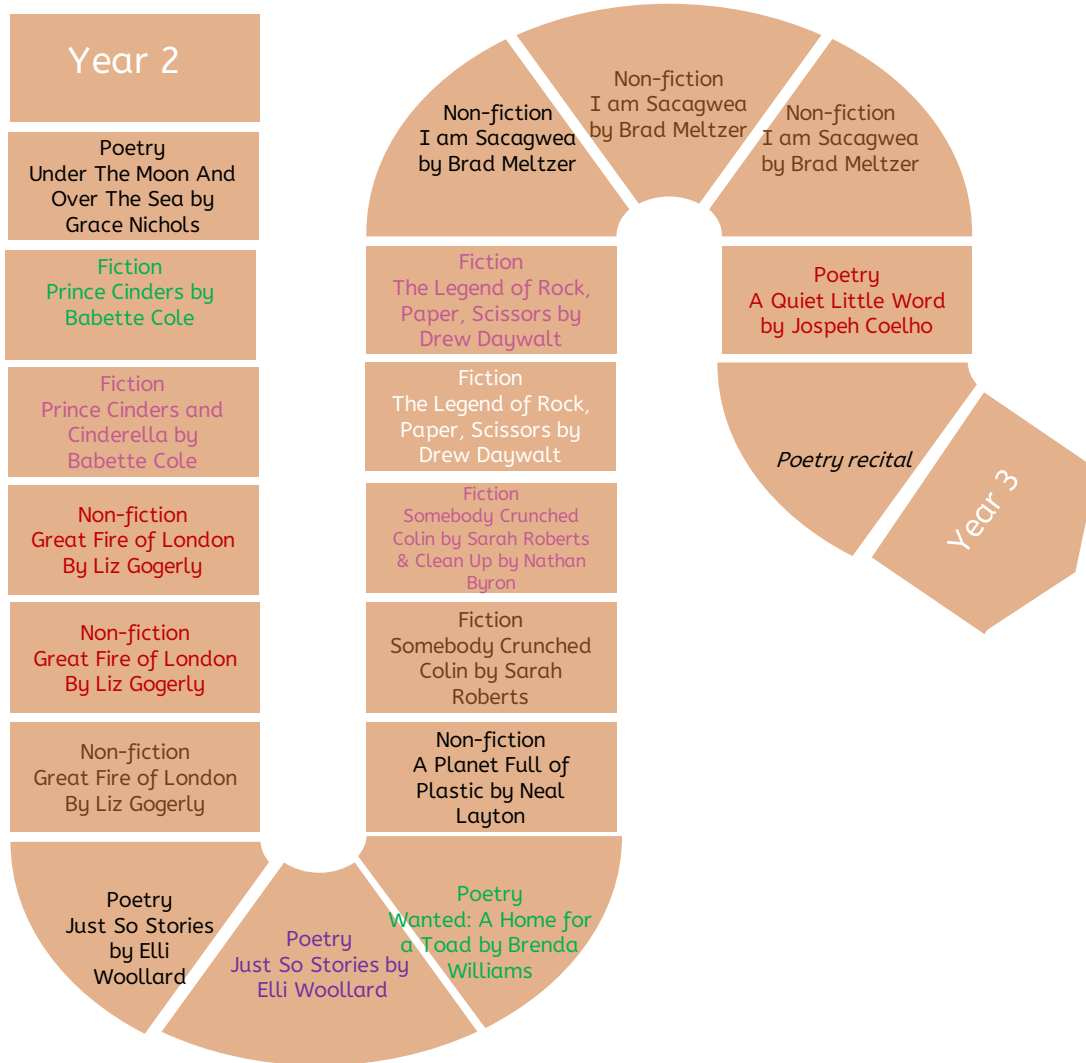 Year 2
Poetry
Under The Moon And
Over The Sea by
Grace Nichols
Fiction
Prince Cinders by
Babette Cole
Fiction
Prince Cinders and
Cinderella by
Babette Cole
Non-fiction
Great Fire of London
By Liz Gogerly
Non-fiction
Great Fire of London
By Liz Gogerly
Non-fiction
Great Fire of London
By Liz Gogerly
Poetry
Just So Stories
by Elli
Woollard
Poetry
Just So Stories by
Elli Woollard
Poetry
Wanted: A Home for
a Toad by Brenda
Williams
Non-fiction
A Planet Full of
Plastic by Neal
Layton
Fiction
Somebody Crunched
Colin by Sarah
Roberts
Fiction
Somebody Crunched
Colin by Sarah Roberts
& Clean Up by Nathan
Byron
Fiction
The Legend of Rock,
Paper, Scissors by
Drew Daywalt
Fiction
The Legend of Rock,
Paper, Scissors by
Drew Daywalt
Non-fiction
I am Sacagwea
by Brad Meltzer
Non-fiction
I am Sacagwea
by Brad Meltzer
Non-fiction
I am Sacagwea
by Brad Meltzer
Poetry
A Quiet Little Word
by Jospeh Coelho
Poetry recital
Year 3